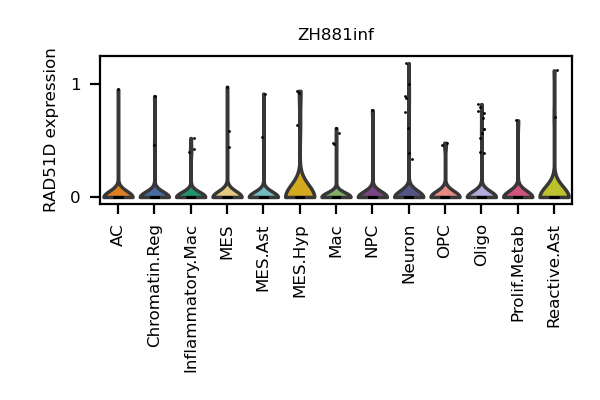 ZH881inf
RAD51D expression
1
0
AC
Chromatin.Reg
Inflammatory.Mac
MES
MES.Ast
MES.Hyp
Mac
NPC
Neuron
OPC
Oligo
Prolif.Metab
Reactive.Ast